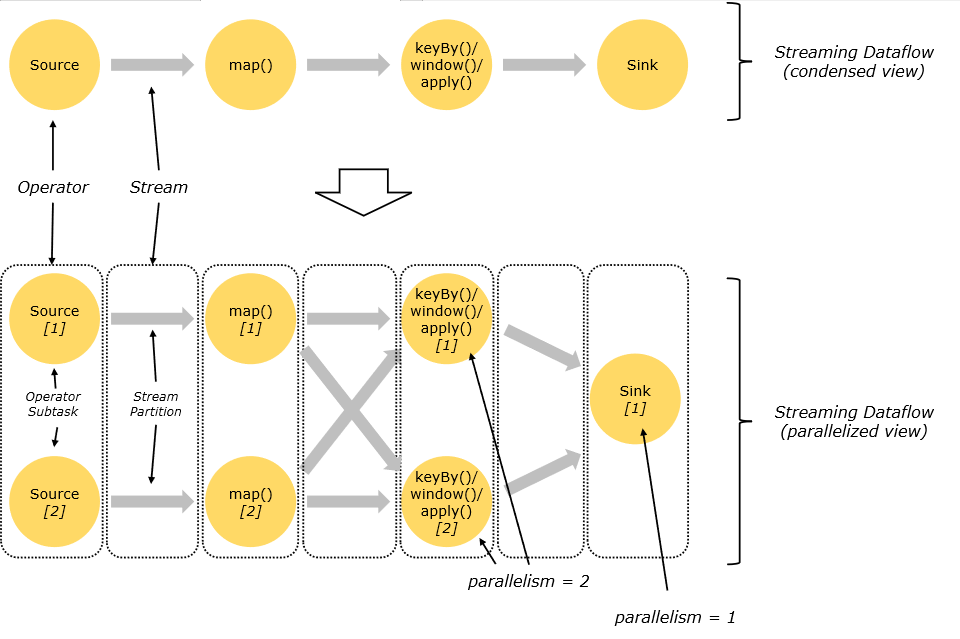 Source
map()
keyBy()/
window()/
apply()
Sink
Streaming Dataflow
(condensed view)
Operator
Stream
Source
[1]
map()
[1]
keyBy()/
window()/
apply()
[1]
Operator
Subtask
Stream
Partition
Sink
[1]
Streaming Dataflow
(parallelized view)
Source
[2]
map()
[2]
keyBy()/
window()/
apply()
[2]
parallelism = 2
parallelism = 1